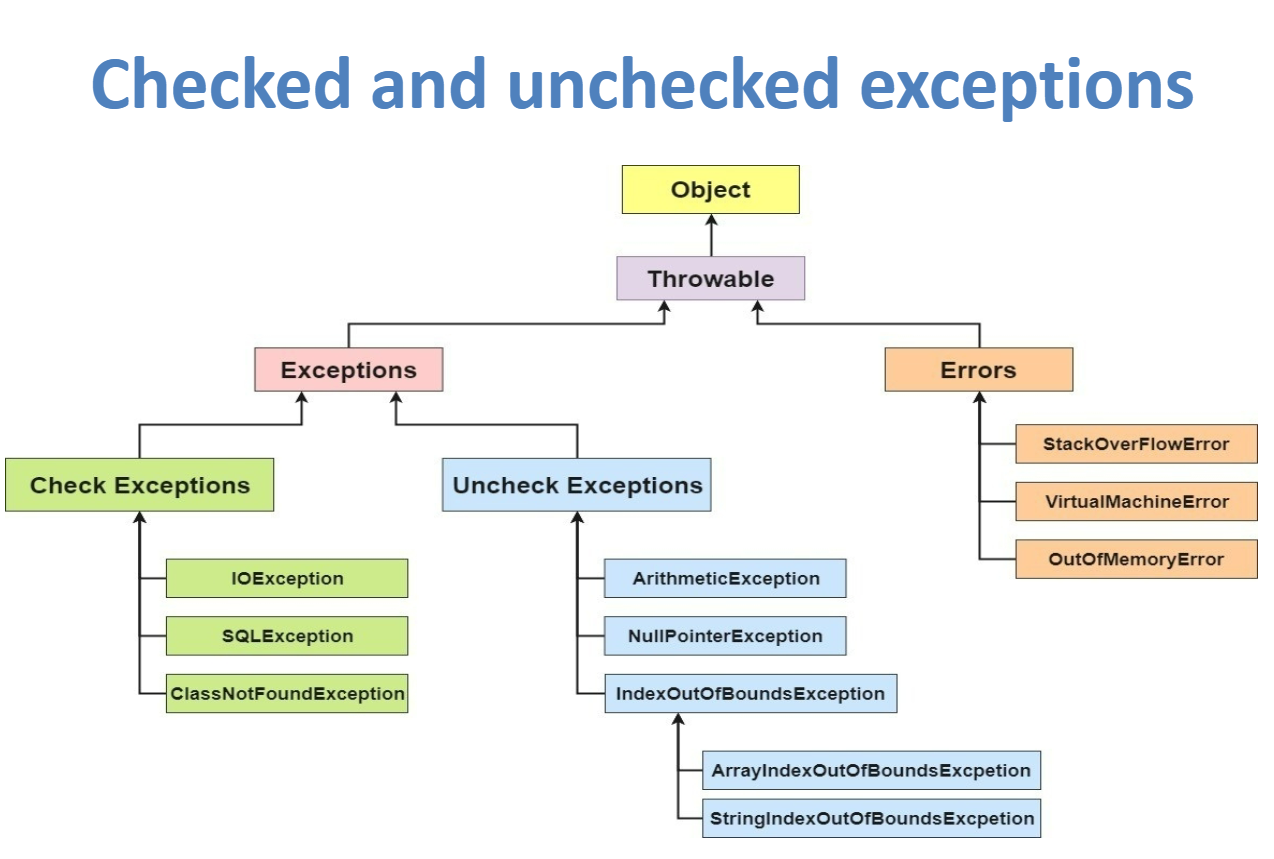 Checked and unchecked exceptions
Object
Throwable
Exceptions
Errors
Check Exceptions
Uncheck Exceptions
StackOverFlowError
VirtualMachineError
OutOfMemoryError
IOException
SQLException
ClassNotFoundException
ArithmeticException
NullPointerException
IndexOutOfBoundsException
ArrayIndexOutOfBoundsExcpetion
StringIndexOutOfBoundsExcpetion